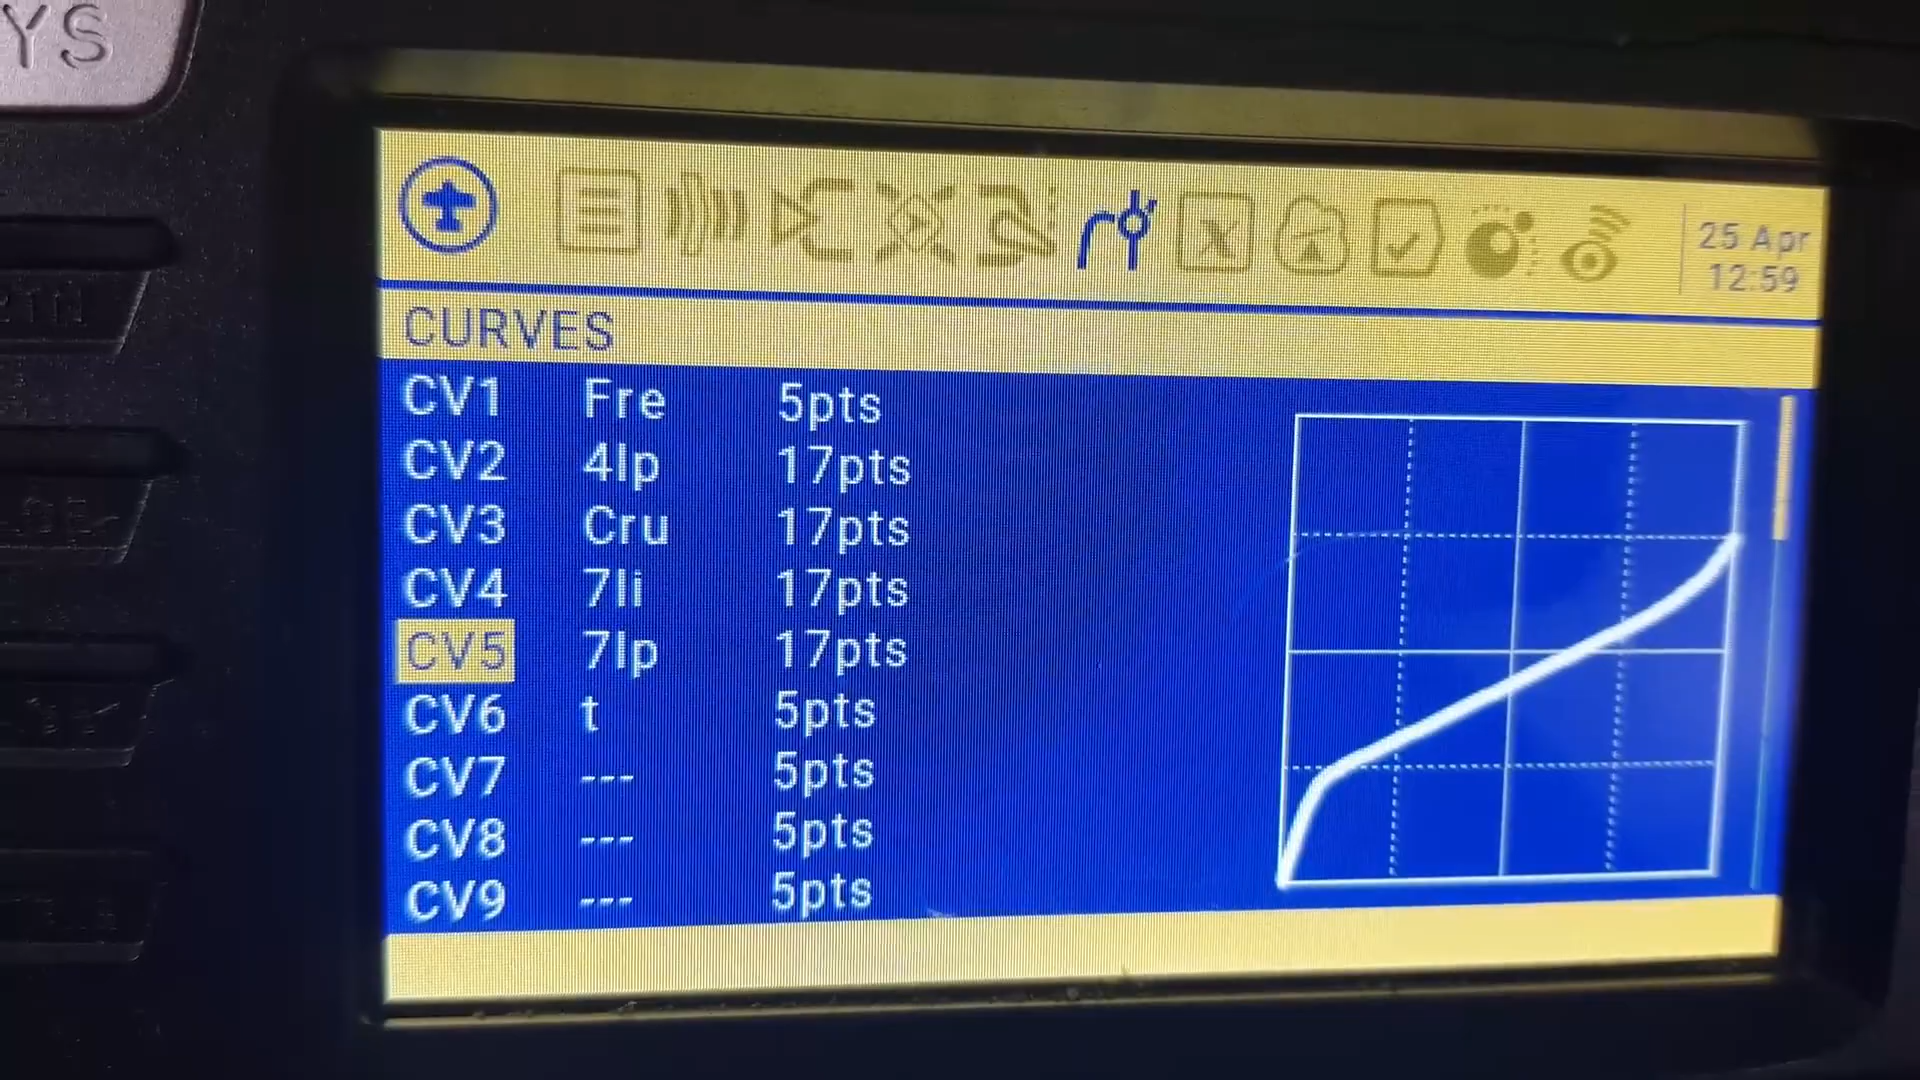 YS
25 Apr
12:59
CURVES
CV1 Fre 5pts
CV2 4lp 17pts
CV3 Cru 17pts
CV4 7li 17pts
CV5 7lp 17pts
CV6 t 5pts
CV7 --- 5pts
CV8 --- 5pts
CV9 --- 5pts